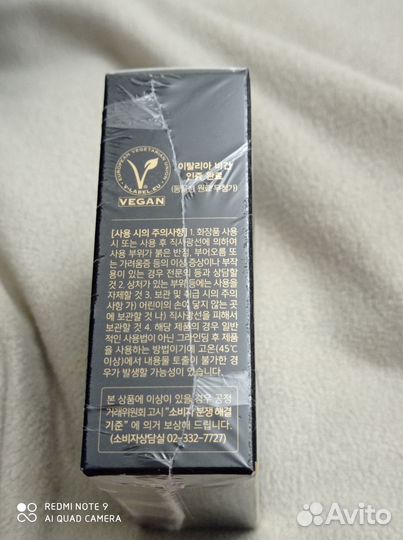 EUROPEAN VEGETARIAN UNION
V-LABEL.EU
VEGAN
이탈리아 비건
인증 완료
(동물성 원료 무첨가)
[사용 시의 주의사항] 1. 화장품 사용
시 또는 사용 후 직사광선에 의하여
사용 부위가 붉은 반점, 부어오름 또
는 가려움증 등의 이상 증상이나 부작
용이 있는 경우 전문의 등과 상담할
것 2. 상처가 있는 부위 등에는 사용을
자제할 것 3. 보관 및 취급 시의 주의
사항 가) 어린이의 손이 닿지 않는 곳
에 보관할 것 나) 직사광선을 피해서
보관할 것 4. 해당 제품의 경우 일반
적인 사용법이 아닌 그라인딩 후 제품
을 사용하는 방법이기에 고온(45℃
이상)에서 내용물 토출이 불가한 경
우가 발생할 가능성이 있습니다.
본 상품에 이상이 있을 경우 공정
거래위원회 고시 "소비자 분쟁 해결
기준" 에 의거 보상해 드립니다.
(소비자상담실 02-332-7727)
REDMI NOTE 9
AI QUAD CAMERA
Avito